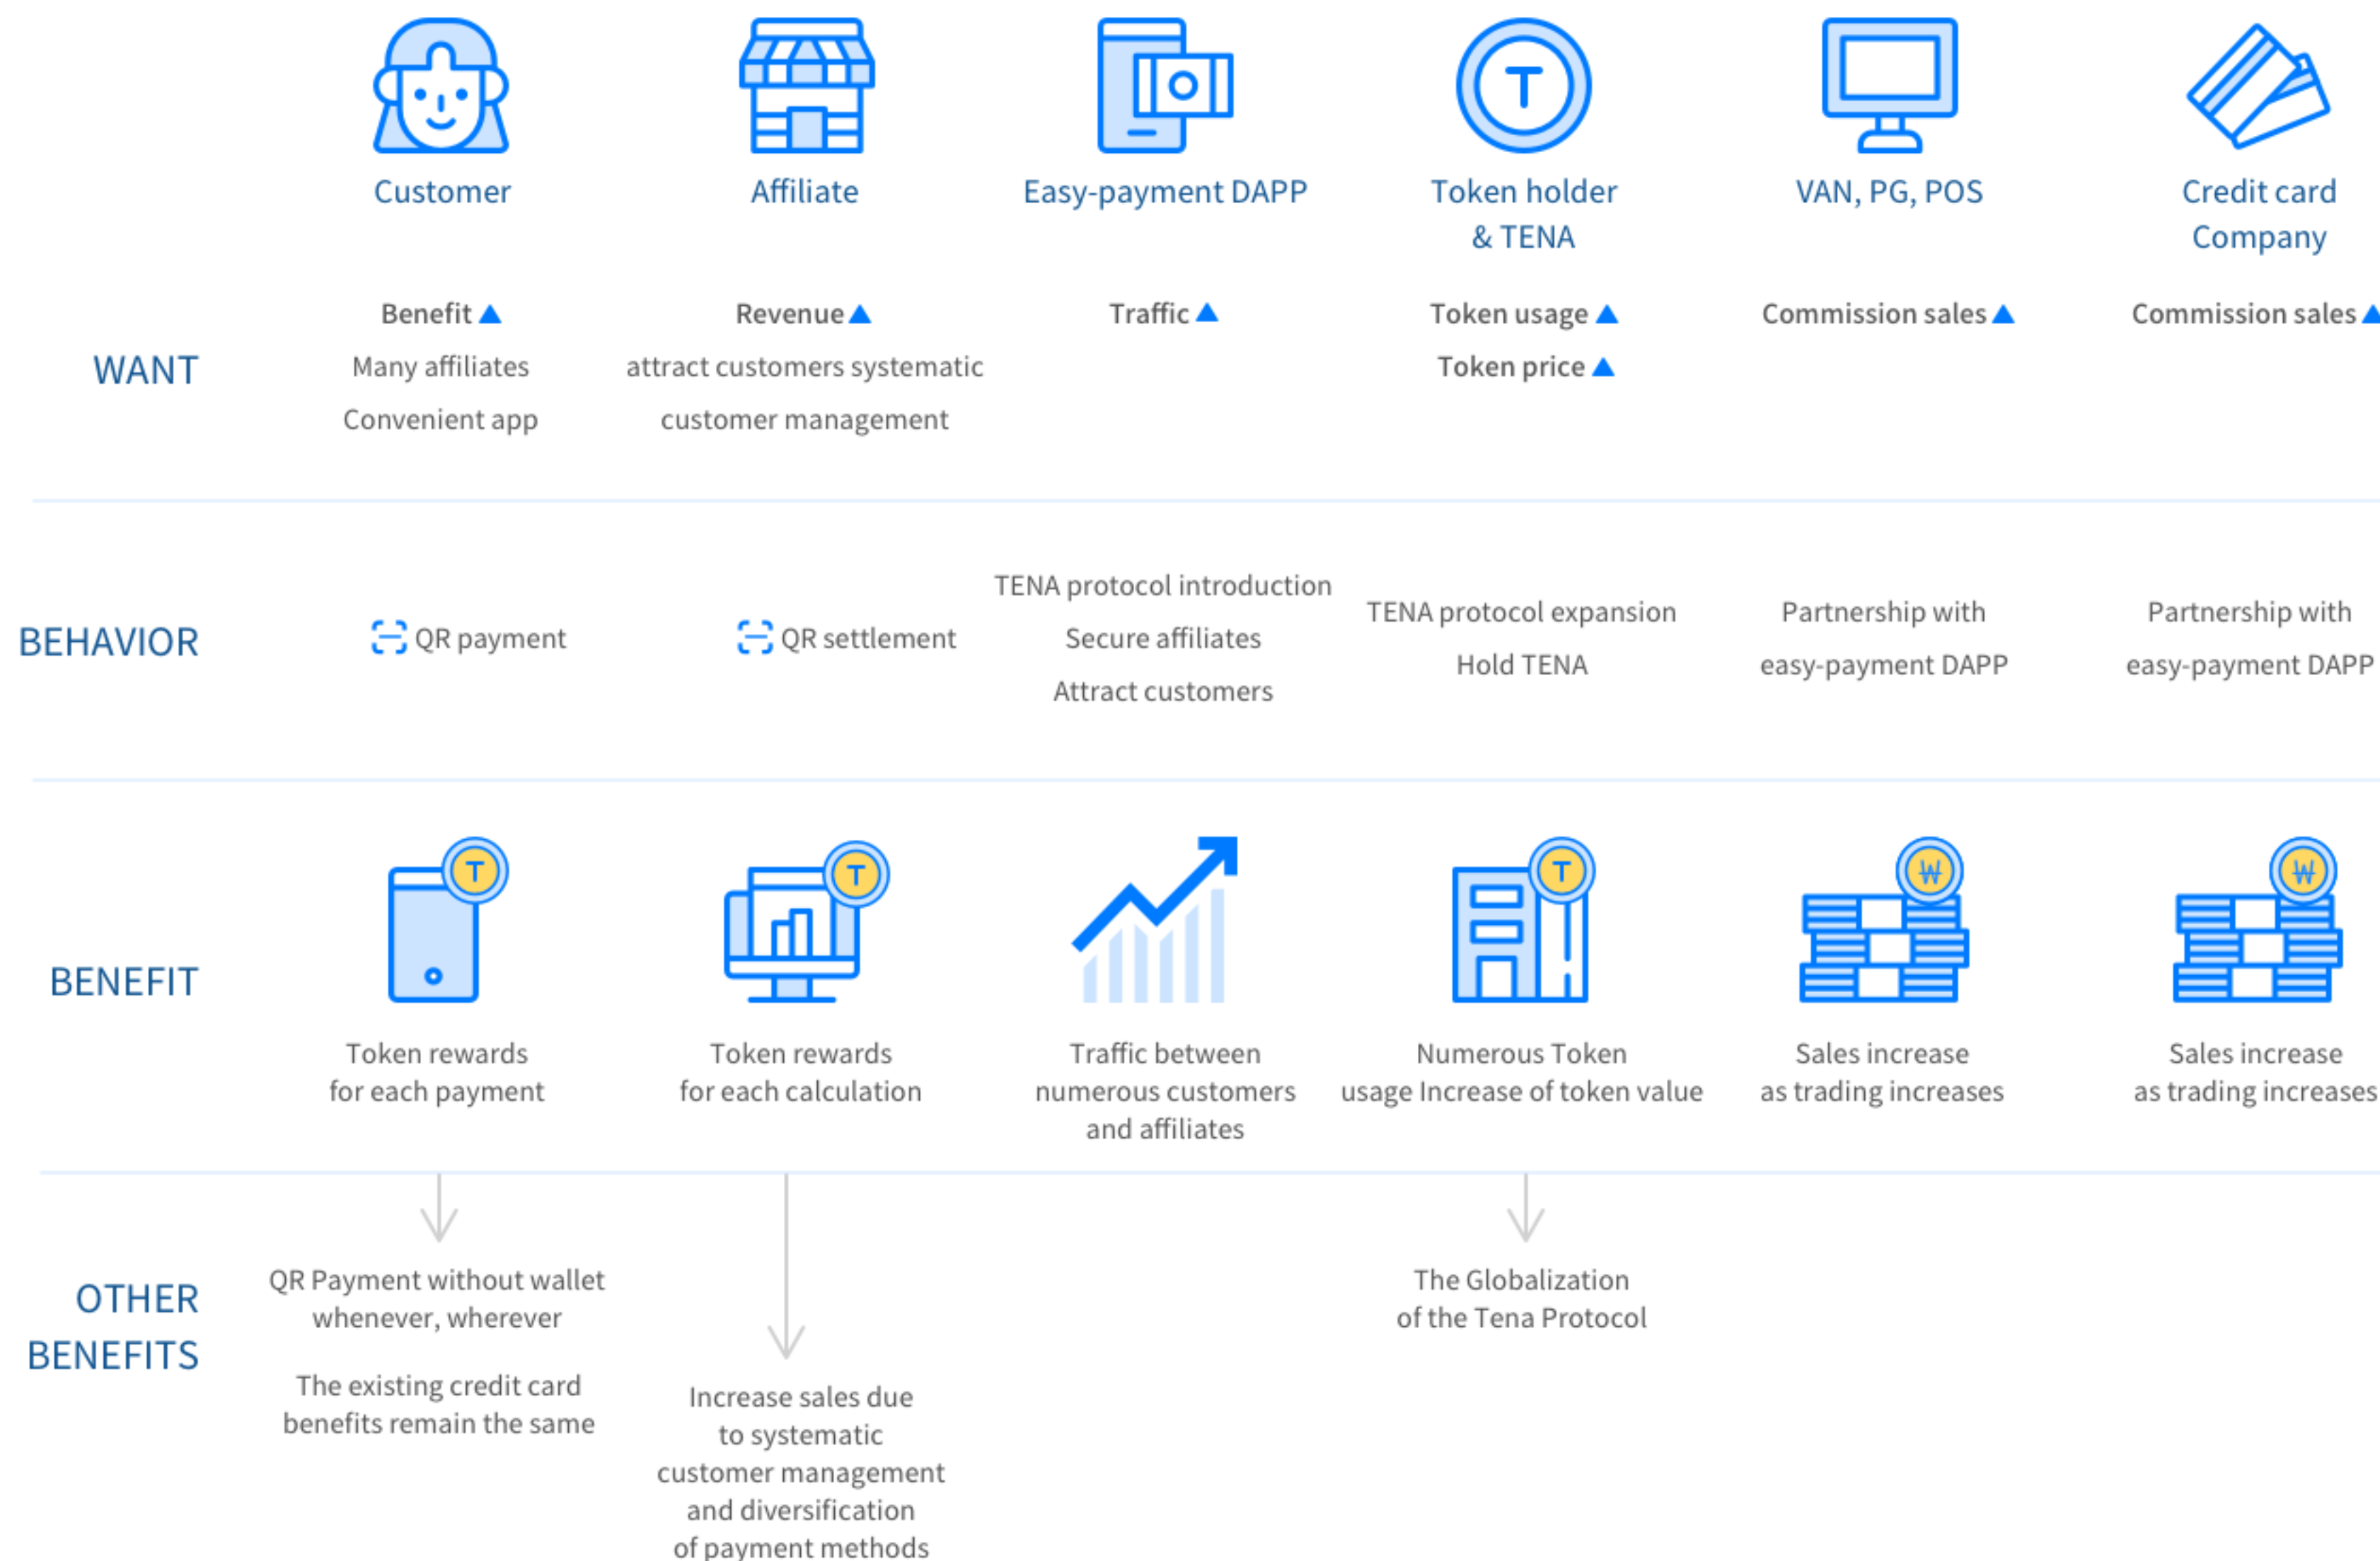 Customer
Affiliate
Easy-payment DAPP
T
Token holder
& TENA
VAN, PG, POS
Credit card
Company
WANT
Benefit ▲
Many affiliates
Convenient app
Revenue ▲
attract customers systematic
customer management
Traffic ▲
Token usage ▲
Token price ▲
Commission sales ▲
Commission sales ▲
BEHAVIOR
QR payment
QR settlement
TENA protocol introduction
Secure affiliates
Attract customers
TENA protocol expansion
Hold TENA
Partnership with
easy-payment DAPP
Partnership with
easy-payment DAPP
BENEFIT
T
Token rewards
for each payment
T
Token rewards
for each calculation
Traffic between
numerous customers
and affiliates
T
Numerous Token
usage Increase of token value
₩
Sales increase
as trading increases
₩
Sales increase
as trading increases
OTHER
BENEFITS
QR Payment without wallet
whenever, wherever
The existing credit card
benefits remain the same
Increase sales due
to systematic
customer management
and diversification
of payment methods
The Globalization
of the Tena Protocol